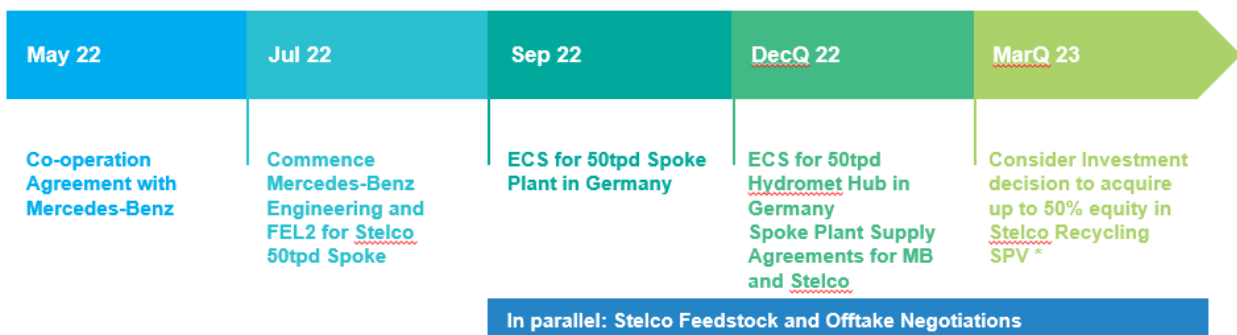 May 22
Jul 22
Sep 22
DecQ 22
MarQ 23
Co-operation
Agreement with
Mercedes-Benz
Commence
Mercedes-Benz
Engineering and
FEL2 for Stelco
50tpd Spoke
ECS for 50tpd Spoke
Plant in Germany
ECS for 50tpd
Hydromet Hub in
Germany
Spoke Plant Supply
Agreements for MB
and Stelco
Consider Investment
decision to acquire
up to 50% equity in
Stelco Recycling
SPV *
In parallel: Stelco Feedstock and Offtake Negotiations